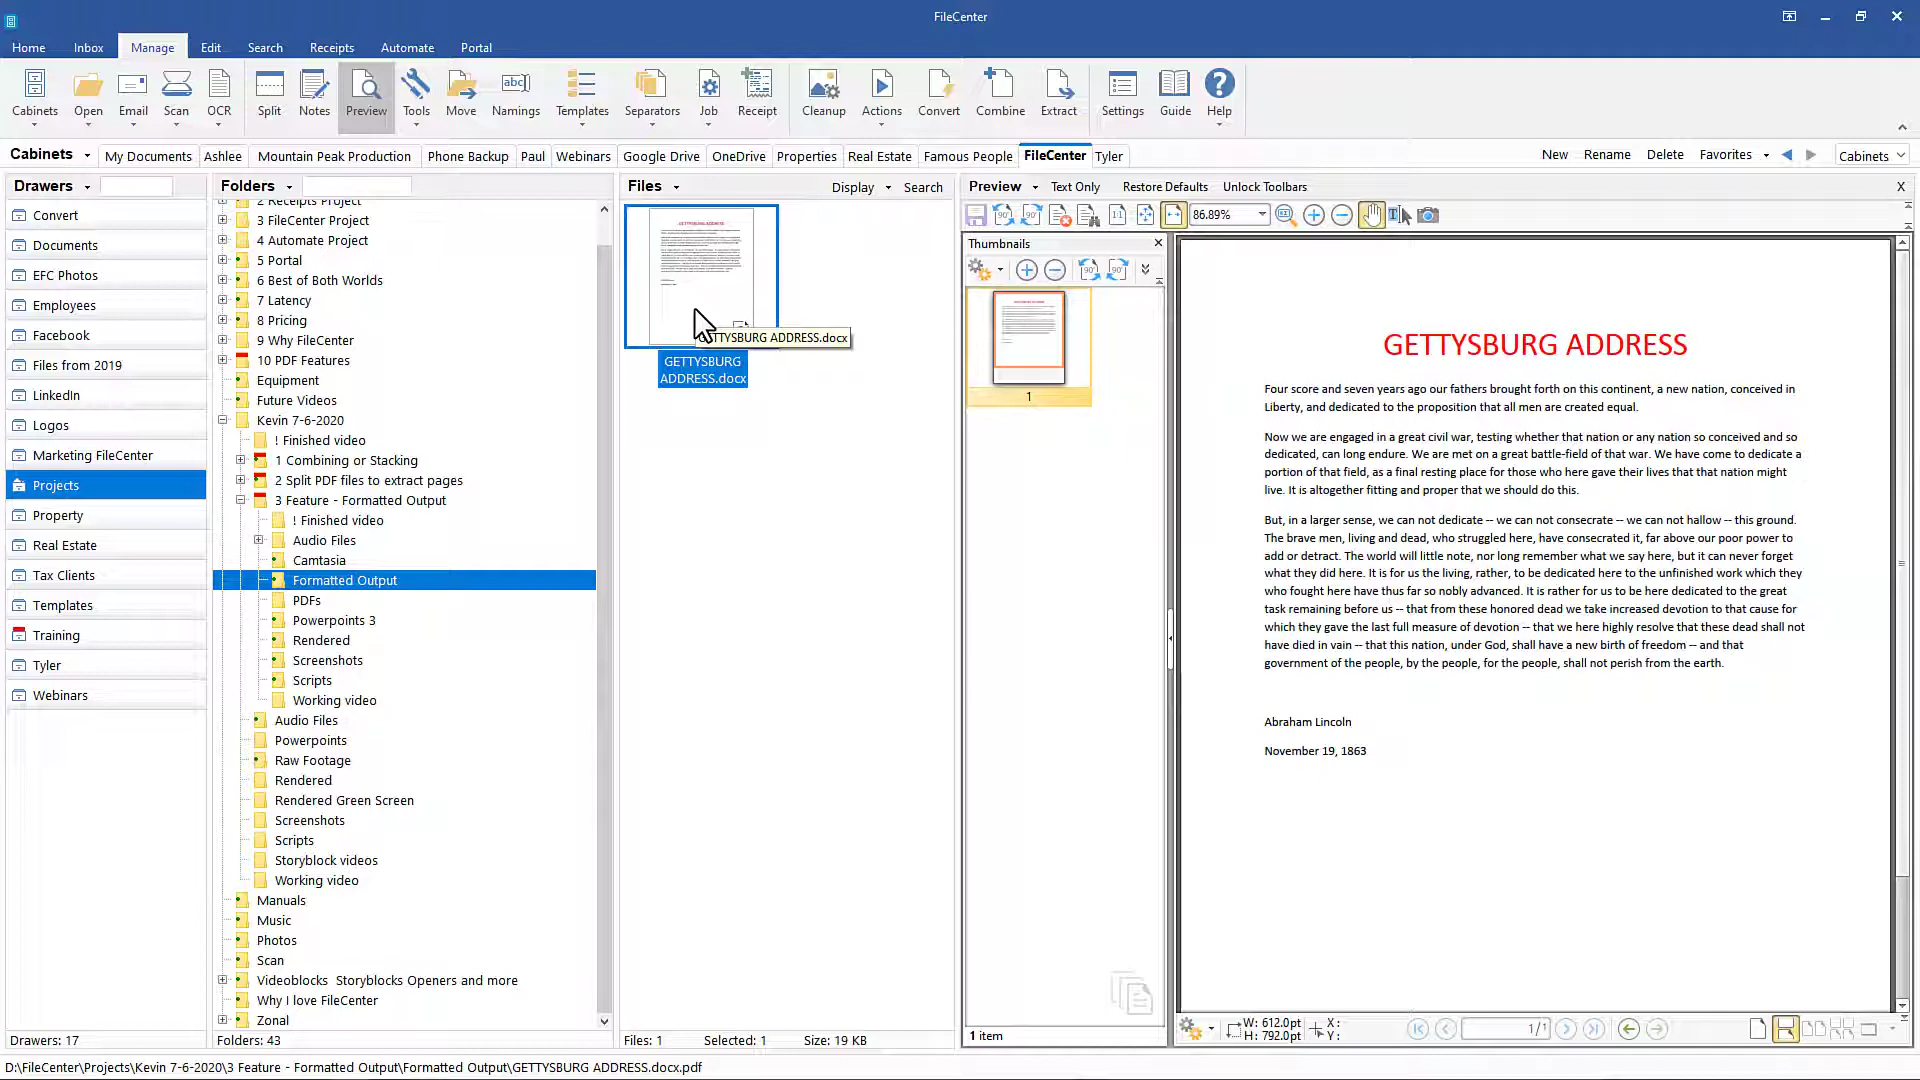 FileCenter
Home Inbox Manage Edit Search Receipts Automate Portal
Cabinets Open Email Scan OCR Split Notes Preview Tools Move Namings Templates Separators Job Receipt Cleanup Actions Convert Combine Extract Settings Guide Help
Cabinets My Documents Ashlee Mountain Peak Production Phone Backup Paul Webinars Google Drive OneDrive Properties Real Estate Famous People FileCenter Tyler New Rename Delete Favorites Cabinets
Drawers
Convert
Documents
EFC Photos
Employees
Facebook
Files from 2019
LinkedIn
Logos
Marketing FileCenter
Projects
Property
Real Estate
Tax Clients
Templates
Training
Tyler
Webinars
Drawers: 17
Folders
2 Receipts Project
3 FileCenter Project
4 Automate Project
5 Portal
6 Best of Both Worlds
7 Latency
8 Pricing
9 Why FileCenter
10 PDF Features
Equipment
Future Videos
Kevin 7-6-2020
! Finished video
1 Combining or Stacking
2 Split PDF files to extract pages
3 Feature - Formatted Output
! Finished video
Audio Files
Camtasia
Formatted Output
PDFs
Powerpoints 3
Rendered
Screenshots
Scripts
Working video
Audio Files
Powerpoints
Raw Footage
Rendered
Rendered Green Screen
Screenshots
Scripts
Storyblock videos
Working video
Manuals
Music
Photos
Scan
Videoblocks Storyblocks Openers and more
Why I love FileCenter
Zonal
Folders: 43
Files Display Search
GETTYSBURG ADDRESS.docx
GETTYSBURG
ADDRESS.docx
Files: 1 Selected: 1 Size: 19 KB
Preview Text Only Restore Defaults Unlock Toolbars X
86.89%
Thumbnails
1
1 item
GETTYSBURG ADDRESS
Four score and seven years ago our fathers brought forth on this continent, a new nation, conceived in
Liberty, and dedicated to the proposition that all men are created equal.
Now we are engaged in a great civil war, testing whether that nation or any nation so conceived and so
dedicated, can long endure. We are met on a great battle-field of that war. We have come to dedicate a
portion of that field, as a final resting place for those who here gave their lives that that nation might
live. It is altogether fitting and proper that we should do this.
But, in a larger sense, we can not dedicate -- we can not consecrate -- we can not hallow -- this ground.
The brave men, living and dead, who struggled here, have consecrated it, far above our poor power to
add or detract. The world will little note, nor long remember what we say here, but it can never forget
what they did here. It is for us the living, rather, to be dedicated here to the unfinished work which they
who fought here have thus far so nobly advanced. It is rather for us to be here dedicated to the great
task remaining before us -- that from these honored dead we take increased devotion to that cause for
which they gave the last full measure of devotion -- that we here highly resolve that these dead shall not
have died in vain -- that this nation, under God, shall have a new birth of freedom -- and that
government of the people, by the people, for the people, shall not perish from the earth.
Abraham Lincoln
November 19, 1863
W: 612.0pt X:
H: 792.0pt Y:
1/1
D:\FileCenter\Projects\Kevin 7-6-2020\3 Feature - Formatted Output\Formatted Output\GETTYSBURG ADDRESS.docx.pdf